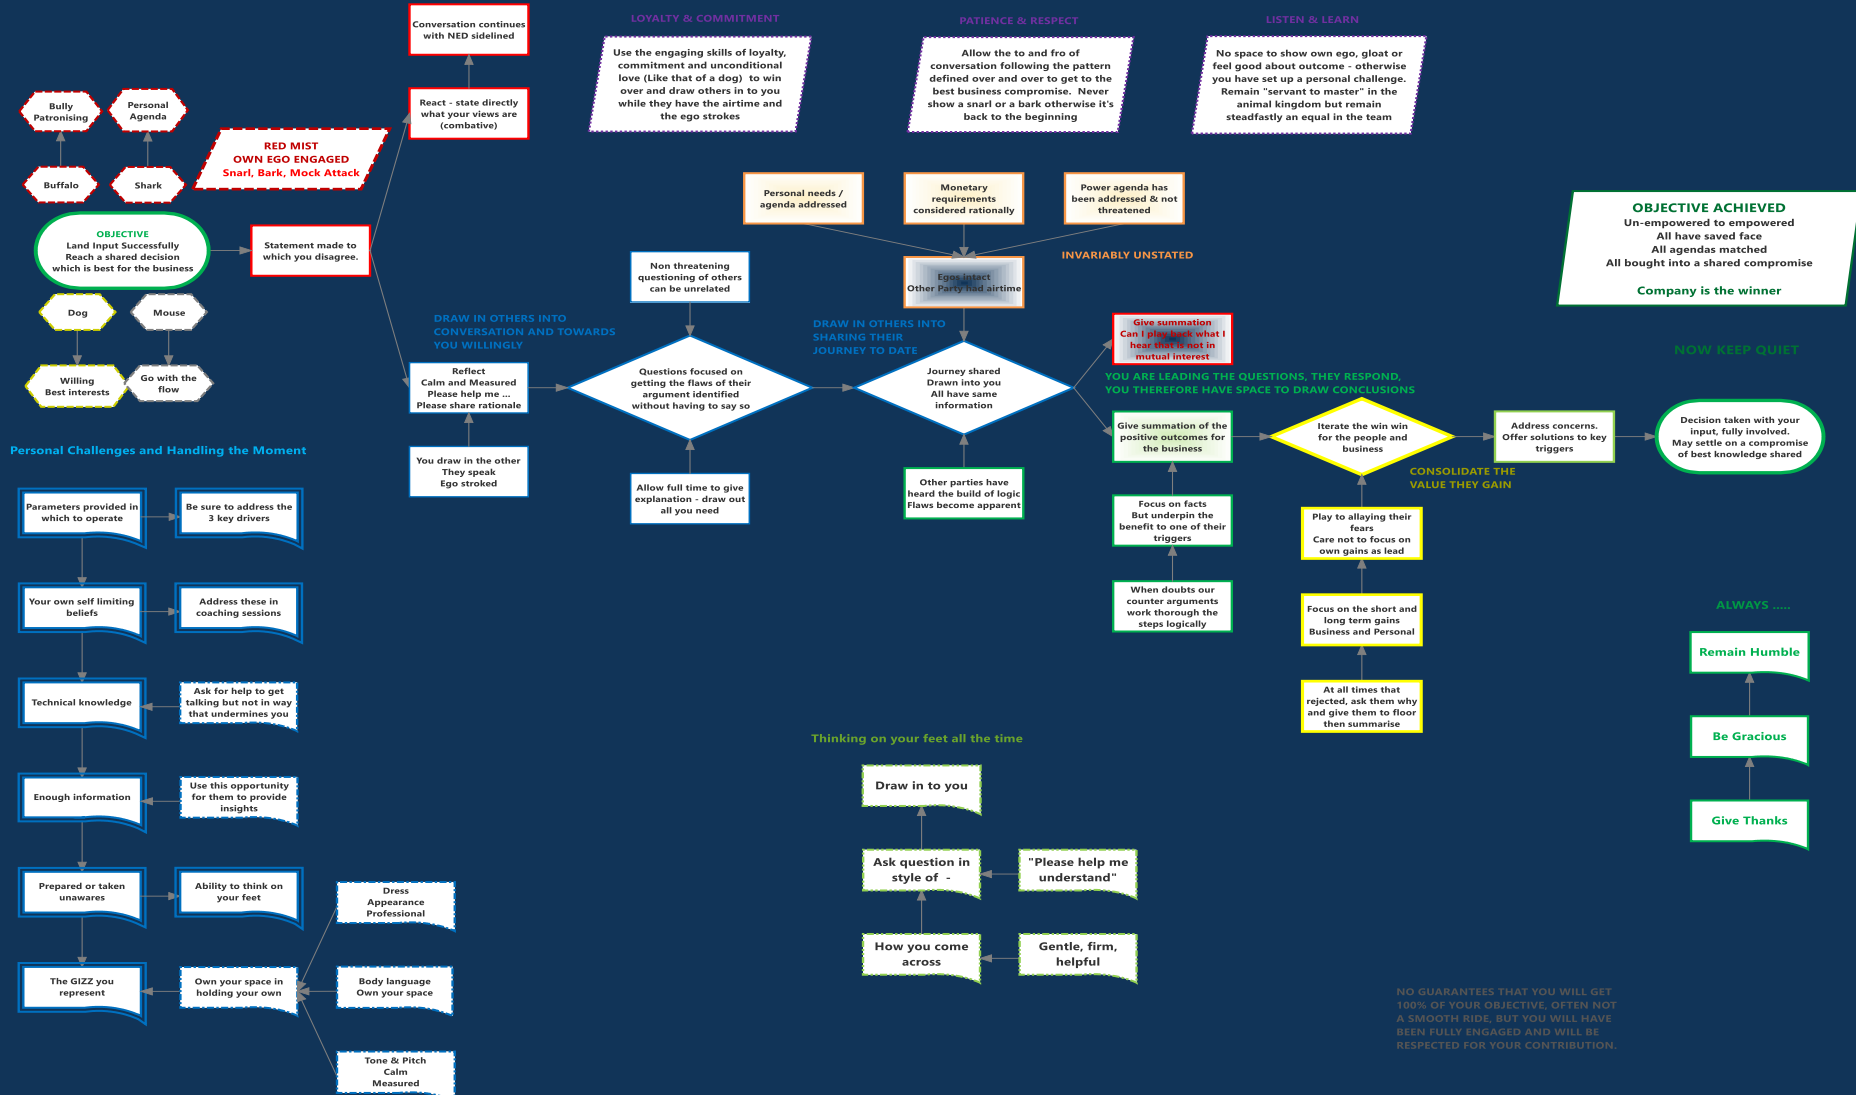 LOYALTY & COMMITMENT
Use the engaging skills of loyalty,
commitment and unconditional
love (Like that of a dog)  to win
over and draw others in to you
while they have the airtime and
the ego strokes
PATIENCE & RESPECT
Allow the to and fro of
conversation following the pattern
defined over and over to get to the
best business compromise.  Never
show a snarl or a bark otherwise it's
back to the beginning
LISTEN & LEARN
No space to show own ego, gloat or
feel good about outcome - otherwise
you have set up a personal challenge.
Remain "servant to master" in the
animal kingdom but remain
steadfastly an equal in the team
Conversation continues
with NED sidelined
React - state directly
what your views are
(combative)
Bully
Patronising
Personal
Agenda
Buffalo
Shark
RED MIST
OWN EGO ENGAGED
Snarl, Bark, Mock Attack
OBJECTIVE
Land Input Successfully
Reach a shared decision
which is best for the business
Statement made to
which you disagree.
Dog
Mouse
Willing
Best interests
Go with the
flow
Personal needs /
agenda addressed
Monetary
requirements
considered rationally
Power agenda has
been addressed & not
threatened
INVARIABLY UNSTATED
Egos intact
Other Party had airtime
Non threatening
questioning of others
can be unrelated
DRAW IN OTHERS INTO
CONVERSATION AND TOWARDS
YOU WILLINGLY
DRAW IN OTHERS INTO
SHARING THEIR
JOURNEY TO DATE
Reflect
Calm and Measured
Please help me ...
Please share rationale
Questions focused on
getting the flaws of their
argument identified
without having to say so
Journey shared
Drawn into you
All have same
information
You draw in the other
They speak
Ego stroked
Allow full time to give
explanation - draw out
all you need
Other parties have
heard the build of logic
Flaws become apparent
Give summation
Can I play back what I
hear that is not in
mutual interest
YOU ARE LEADING THE QUESTIONS, THEY RESPOND,
YOU THEREFORE HAVE SPACE TO DRAW CONCLUSIONS
Give summation of the
positive outcomes for
the business
Iterate the win win
for the people and
business
Address concerns.
Offer solutions to key
triggers
Decision taken with your
input, fully involved.
May settle on a compromise
of best knowledge shared
CONSOLIDATE THE
VALUE THEY GAIN
Focus on facts
But underpin the
benefit to one of their
triggers
When doubts our
counter arguments
work thorough the
steps logically
Play to allaying their
fears
Care not to focus on
own gains as lead
Focus on the short and
long term gains
Business and Personal
At all times that
rejected, ask them why
and give them to floor
then summarise
OBJECTIVE ACHIEVED
Un-empowered to empowered
All have saved face
All agendas matched
All bought into a shared compromise
Company is the winner
NOW KEEP QUIET
ALWAYS .....
Remain Humble
Be Gracious
Give Thanks
Personal Challenges and Handling the Moment
Parameters provided in
which to operate
Be sure to address the
3 key drivers
Your own self limiting
beliefs
Address these in
coaching sessions
Technical knowledge
Ask for help to get
talking but not in way
that undermines you
Enough information
Use this opportunity
for them to provide
insights
Prepared or taken
unawares
Ability to think on
your feet
The GIZZ you
represent
Own your space in
holding your own
Dress
Appearance
Professional
Body language
Own your space
Tone & Pitch
Calm
Measured
Thinking on your feet all the time
Draw in to you
Ask question in
style of  -
"Please help me
understand"
How you come
across
Gentle, firm,
helpful
NO GUARANTEES THAT YOU WILL GET
100% OF YOUR OBJECTIVE, OFTEN NOT
A SMOOTH RIDE, BUT YOU WILL HAVE
BEEN FULLY ENGAGED AND WILL BE
RESPECTED FOR YOUR CONTRIBUTION.